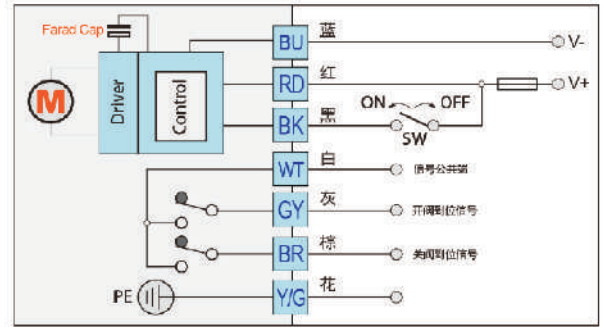 Farad Cap
M
Driver
Control
BU 蓝 V-
RD 红 V+
ON OFF
BK 黑
SW
WT 白 信号公共端
GY 灰 开阀到位信号
BR 棕 关阀到位信号
PE Y/G 花